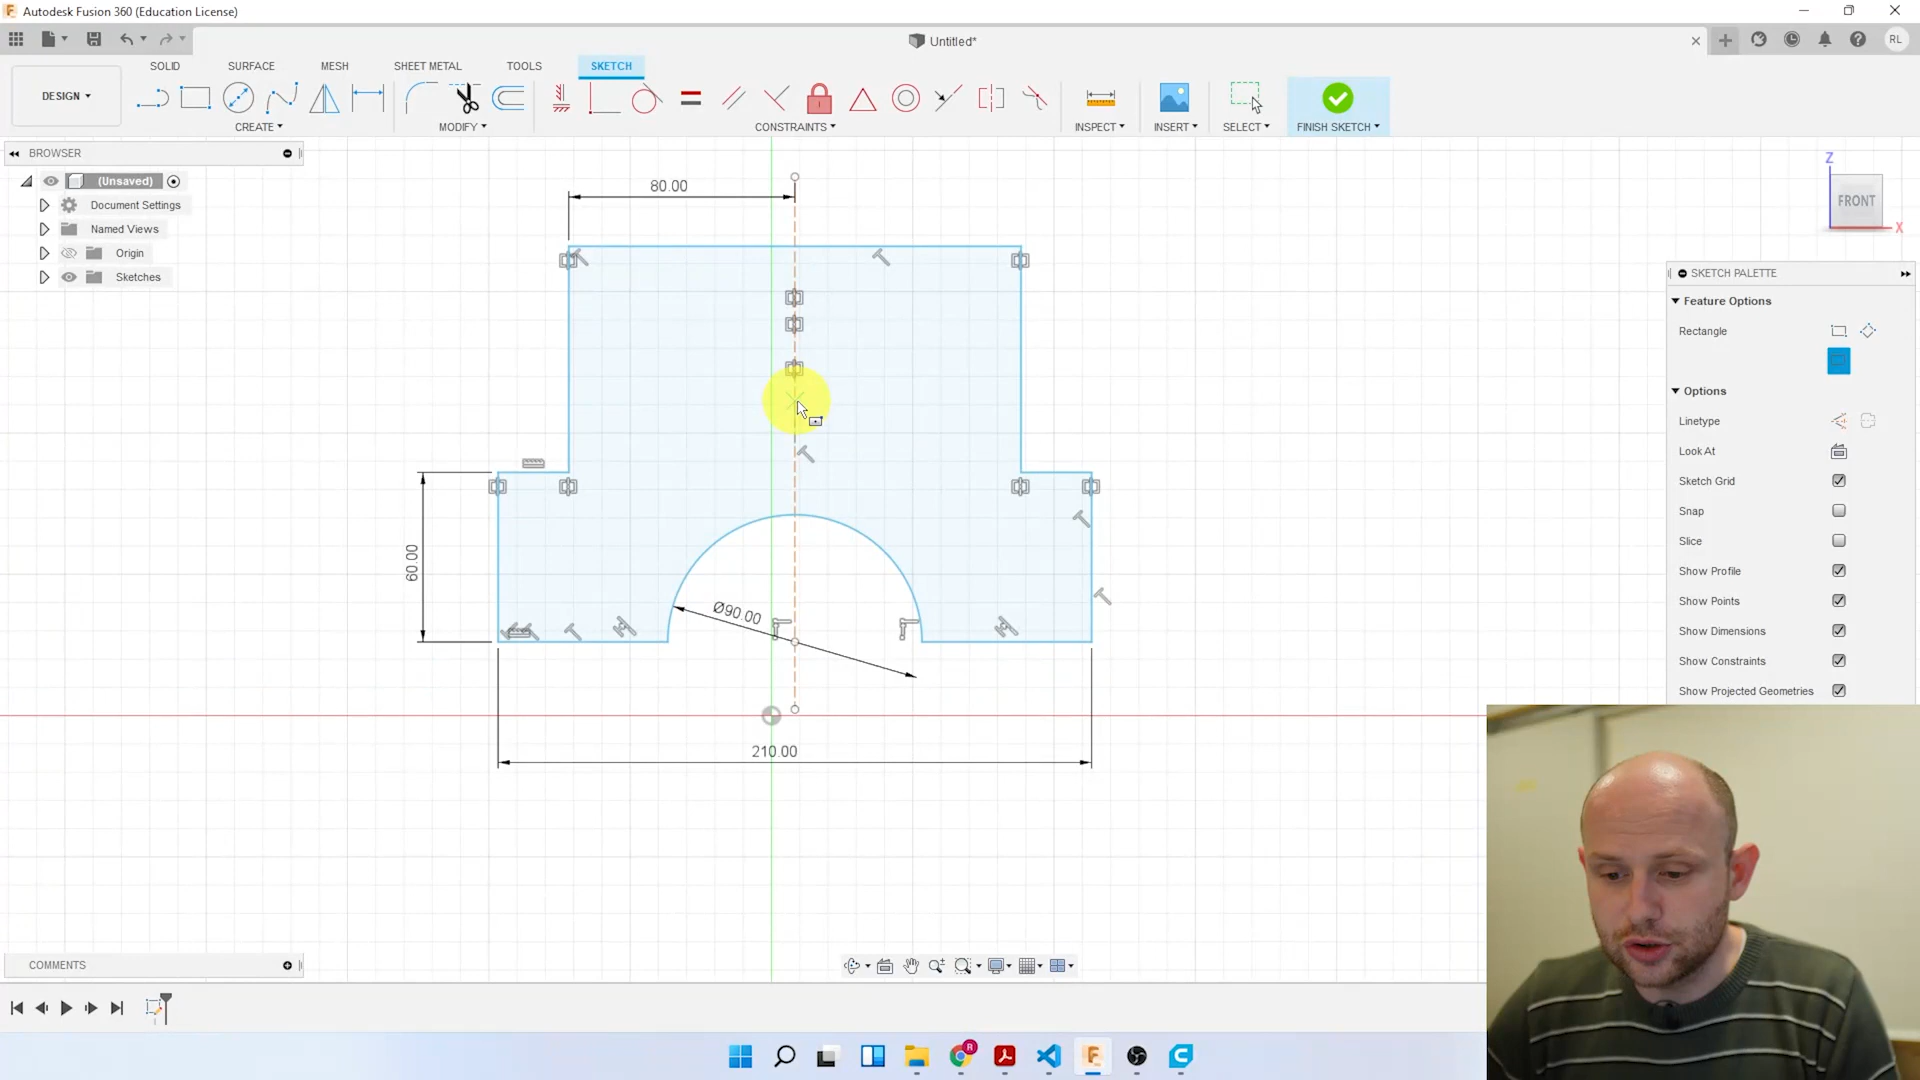 Autodesk Fusion 360 (Education License)
Untitled*
RL
SOLID SURFACE MESH SHEET METAL TOOLS SKETCH
DESIGN
CREATE MODIFY CONSTRAINTS INSPECT INSERT SELECT FINISH SKETCH
BROWSER
(Unsaved)
Document Settings
Named Views
Origin
Sketches
80.00
60.00
Ø90.00
210.00
Z
FRONT
X
SKETCH PALETTE
Feature Options
Rectangle
Options
Linetype
Look At
Sketch Grid
Snap
Slice
Show Profile
Show Points
Show Dimensions
Show Constraints
Show Projected Geometries
COMMENTS
R